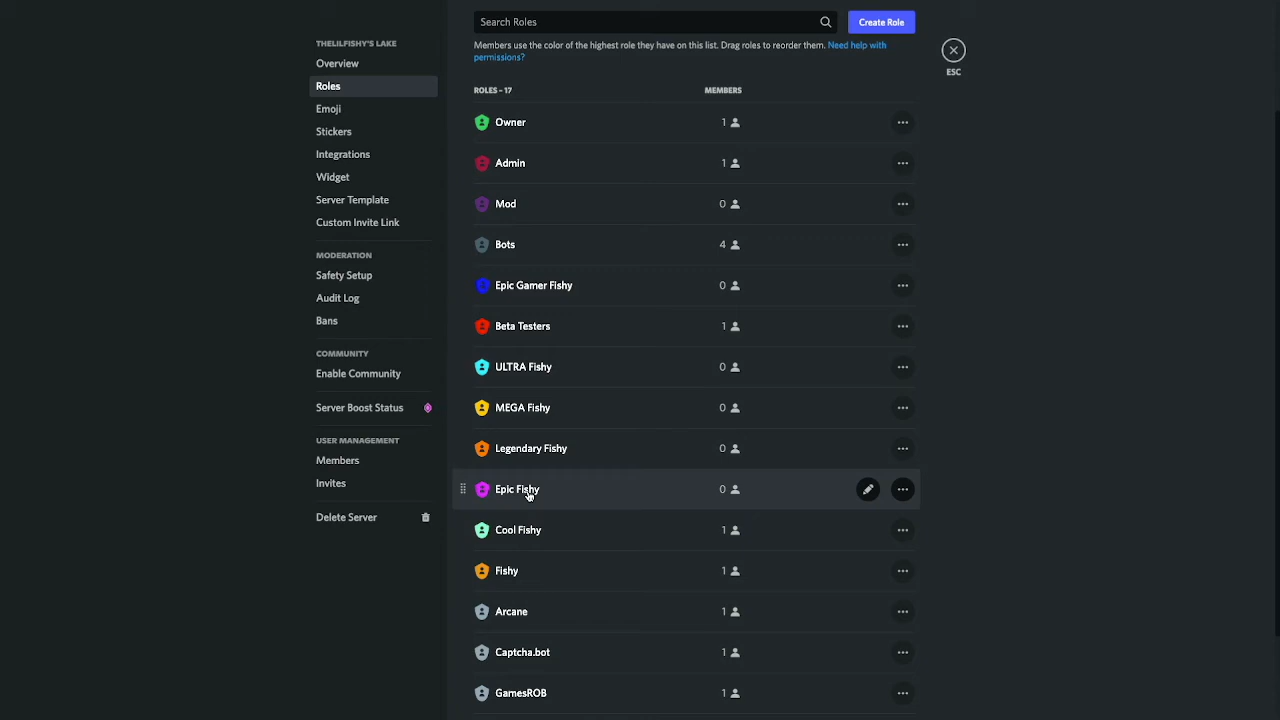 THELILFISHY'S LAKE
Overview
Roles
Emoji
Stickers
Integrations
Widget
Server Template
Custom Invite Link
MODERATION
Safety Setup
Audit Log
Bans
COMMUNITY
Enable Community
Server Boost Status
USER MANAGEMENT
Members
Invites
Delete Server
Search Roles
Create Role
Members use the color of the highest role they have on this list. Drag roles to reorder them. Need help with
permissions?
ESC
ROLES - 17 MEMBERS
Owner 1
Admin 1
Mod 0
Bots 4
Epic Gamer Fishy 0
Beta Testers 1
ULTRA Fishy 0
MEGA Fishy 0
Legendary Fishy 0
Epic Fishy 0
Cool Fishy 1
Fishy 1
Arcane 1
Captcha.bot 1
GamesROB 1